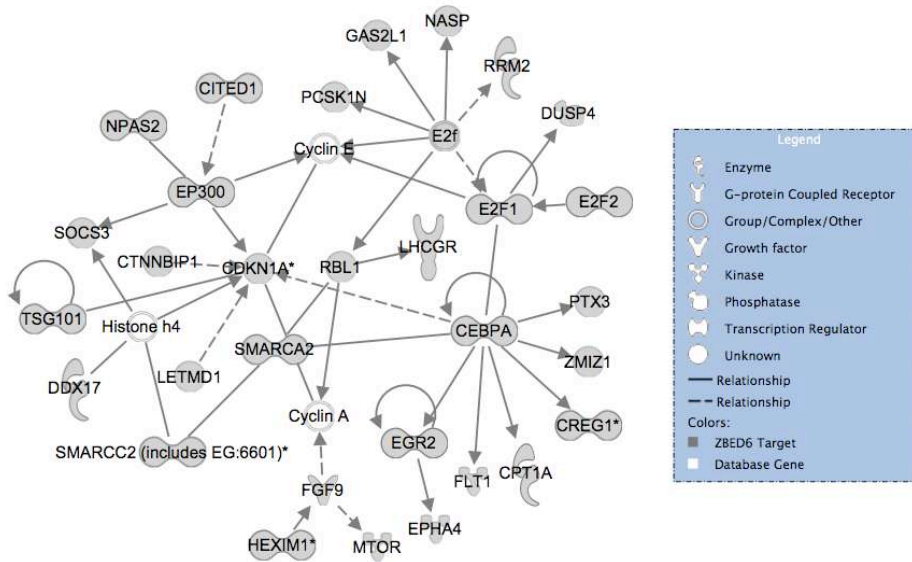 NASP
GAS2L1
RRM2
CITED1
PCSK1N
DUSP4
NPAS2
E2f
Cyclin E
EP300
E2F1
E2F2
SOCS3
LHCGR
CTNNBIP1
CDKN1A*
RBL1
PTX3
TSG101
Histone h4
CEBPA
SMARCA2
ZMIZ1
DDX17
LETMD1
Cyclin A
CREG1*
EGR2
SMARCC2 (includes EG:6601)*
FLT1
CPT1A
FGF9
EPHA4
HEXIM1*
MTOR
Legend
Enzyme
G-protein Coupled Receptor
Group/Complex/Other
Growth factor
Kinase
Phosphatase
Transcription Regulator
Unknown
Relationship
Relationship
Colors:
ZBED6 Target
Database Gene